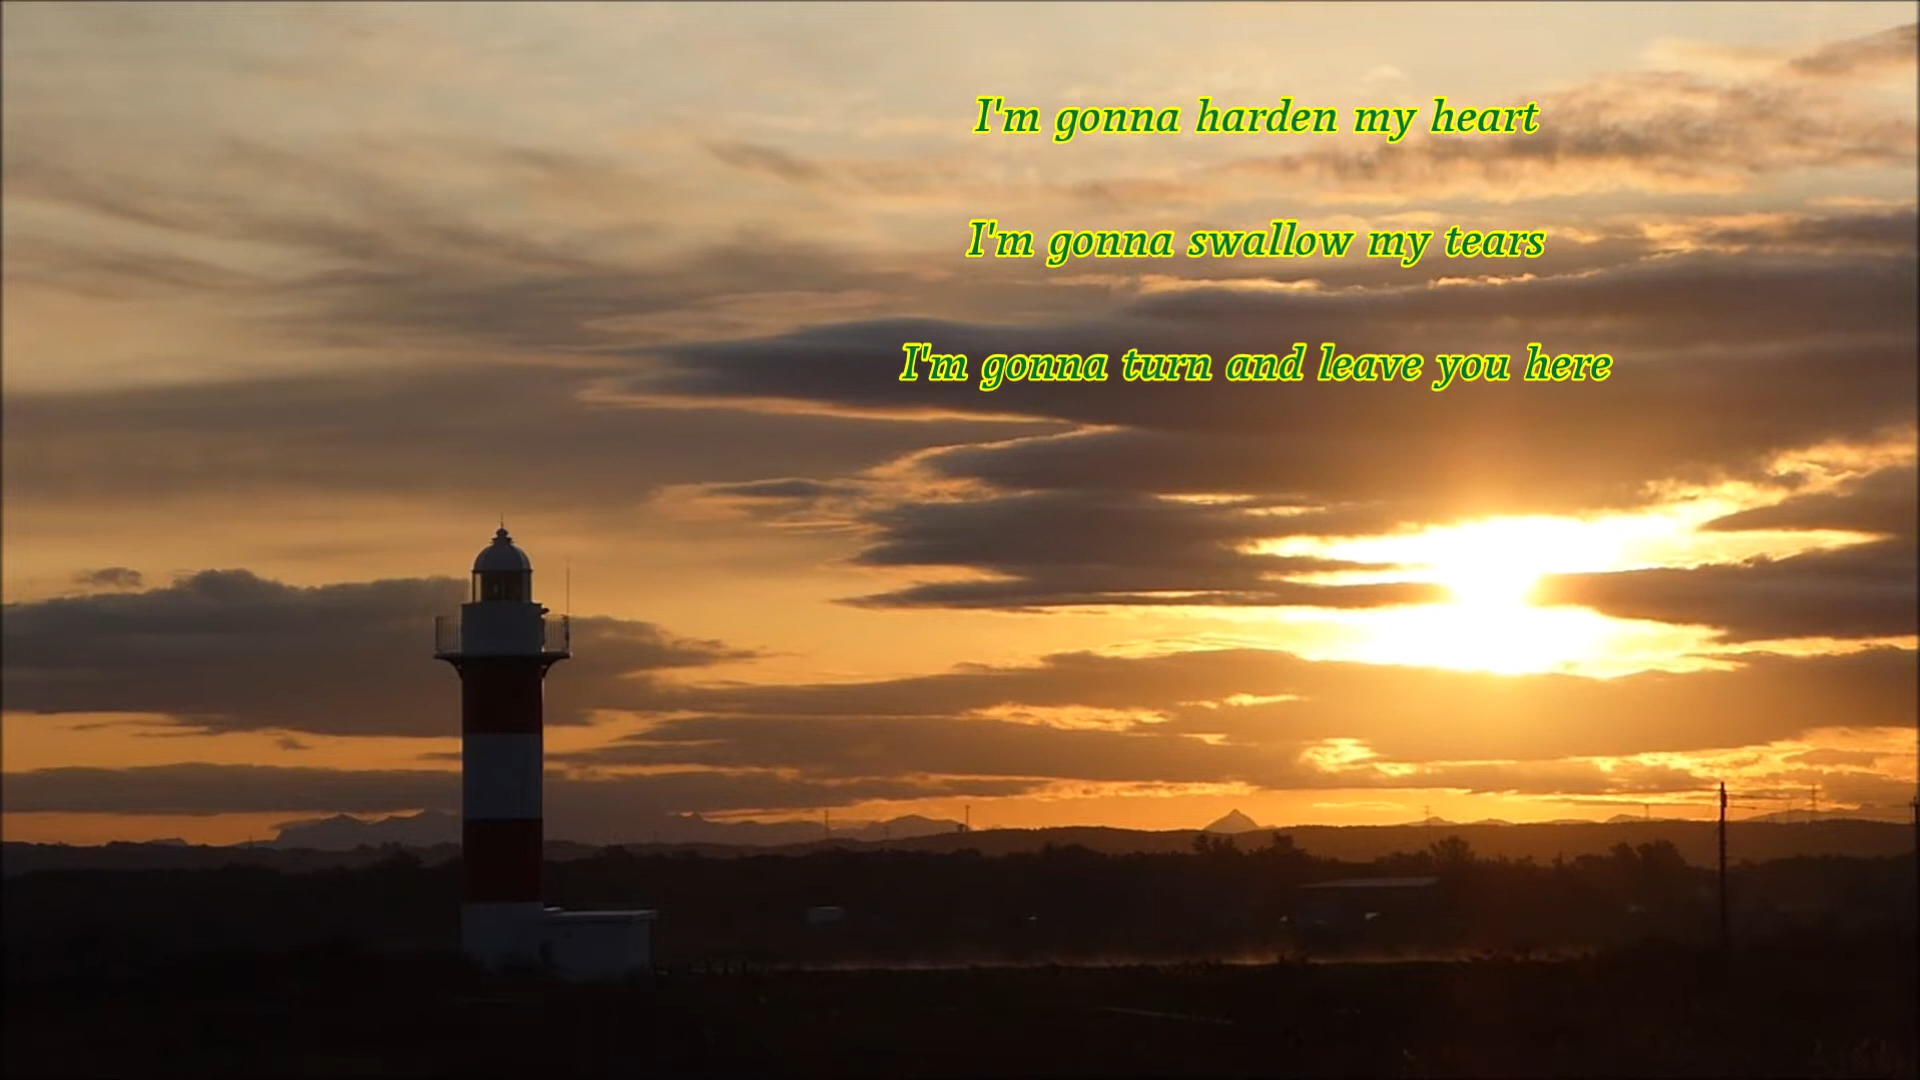 I'm gonna harden my heart
I'm gonna swallow my tears
I'm gonna turn and leave you here